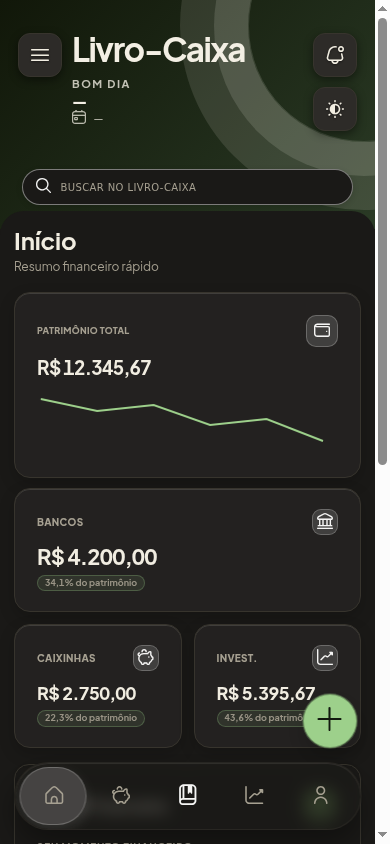 Livro-Caixa
BOM DIA
—
BUSCAR NO LIVRO-CAIXA
Início
Resumo financeiro rápido
PATRIMÔNIO TOTAL
R$ 12.345,67
BANCOS
R$ 4.200,00
34,1% do patrimônio
CAIXINHAS
R$ 2.750,00
22,3% do patrimônio
INVEST.
R$ 5.395,67
43,6% do patrimô